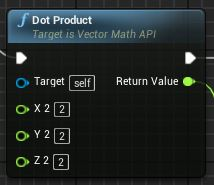 f Dot Product
Target is Vector Math API
Target self Return Value
X 2 2
Y 2 2
Z 2 2